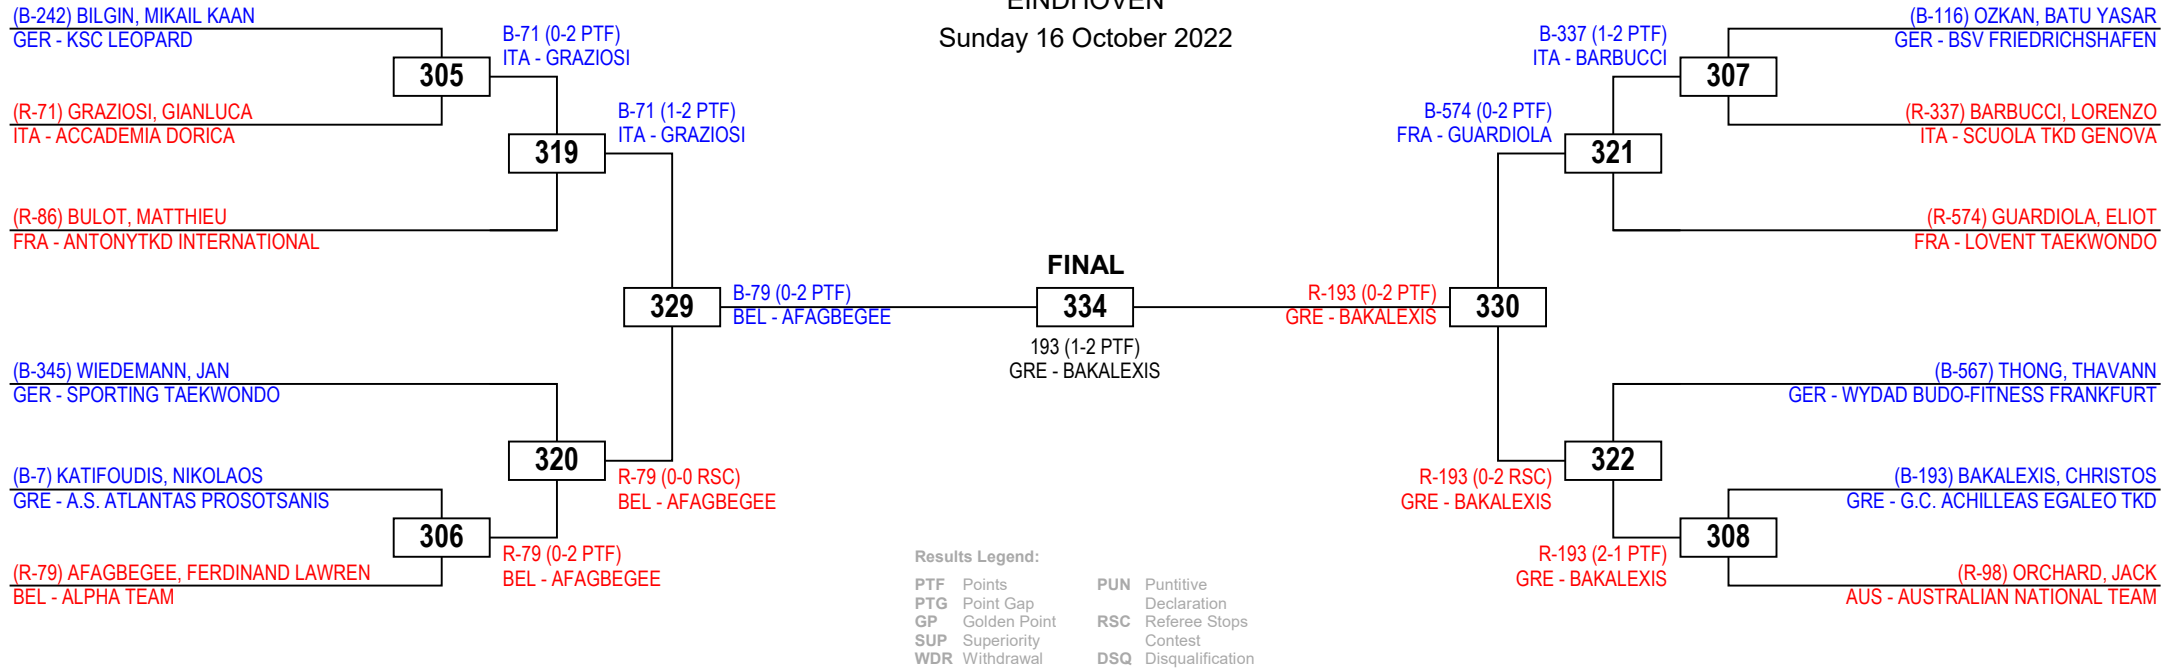 EINDHOVEN
Sunday 16 October 2022
(B-242) BILGIN, MIKAIL KAAN
GER - KSC LEOPARD
305
(R-71) GRAZIOSI, GIANLUCA
ITA - ACCADEMIA DORICA
B-71 (0-2 PTF)
ITA - GRAZIOSI
319
(R-86) BULOT, MATTHIEU
FRA - ANTONYTKD INTERNATIONAL
B-71 (1-2 PTF)
ITA - GRAZIOSI
329
(B-345) WIEDEMANN, JAN
GER - SPORTING TAEKWONDO
320
(B-7) KATIFOUDIS, NIKOLAOS
GRE - A.S. ATLANTAS PROSOTSANIS
306
(R-79) AFAGBEGEE, FERDINAND LAWREN
BEL - ALPHA TEAM
R-79 (0-2 PTF)
BEL - AFAGBEGEE
R-79 (0-0 RSC)
BEL - AFAGBEGEE
B-79 (0-2 PTF)
BEL - AFAGBEGEE
FINAL
334
193 (1-2 PTF)
GRE - BAKALEXIS
R-193 (0-2 PTF)
GRE - BAKALEXIS
330
B-574 (0-2 PTF)
FRA - GUARDIOLA
321
B-337 (1-2 PTF)
ITA - BARBUCCI
307
(B-116) OZKAN, BATU YASAR
GER - BSV FRIEDRICHSHAFEN
(R-337) BARBUCCI, LORENZO
ITA - SCUOLA TKD GENOVA
(R-574) GUARDIOLA, ELIOT
FRA - LOVENT TAEKWONDO
(B-567) THONG, THAVANN
GER - WYDAD BUDO-FITNESS FRANKFURT
322
R-193 (0-2 RSC)
GRE - BAKALEXIS
(B-193) BAKALEXIS, CHRISTOS
GRE - G.C. ACHILLEAS EGALEO TKD
308
R-193 (2-1 PTF)
GRE - BAKALEXIS
(R-98) ORCHARD, JACK
AUS - AUSTRALIAN NATIONAL TEAM
Results Legend:
PTF Points
PTG Point Gap
GP Golden Point
SUP Superiority
WDR Withdrawal
PUN Puntitive
Declaration
RSC Referee Stops
Contest
DSQ Disqualification